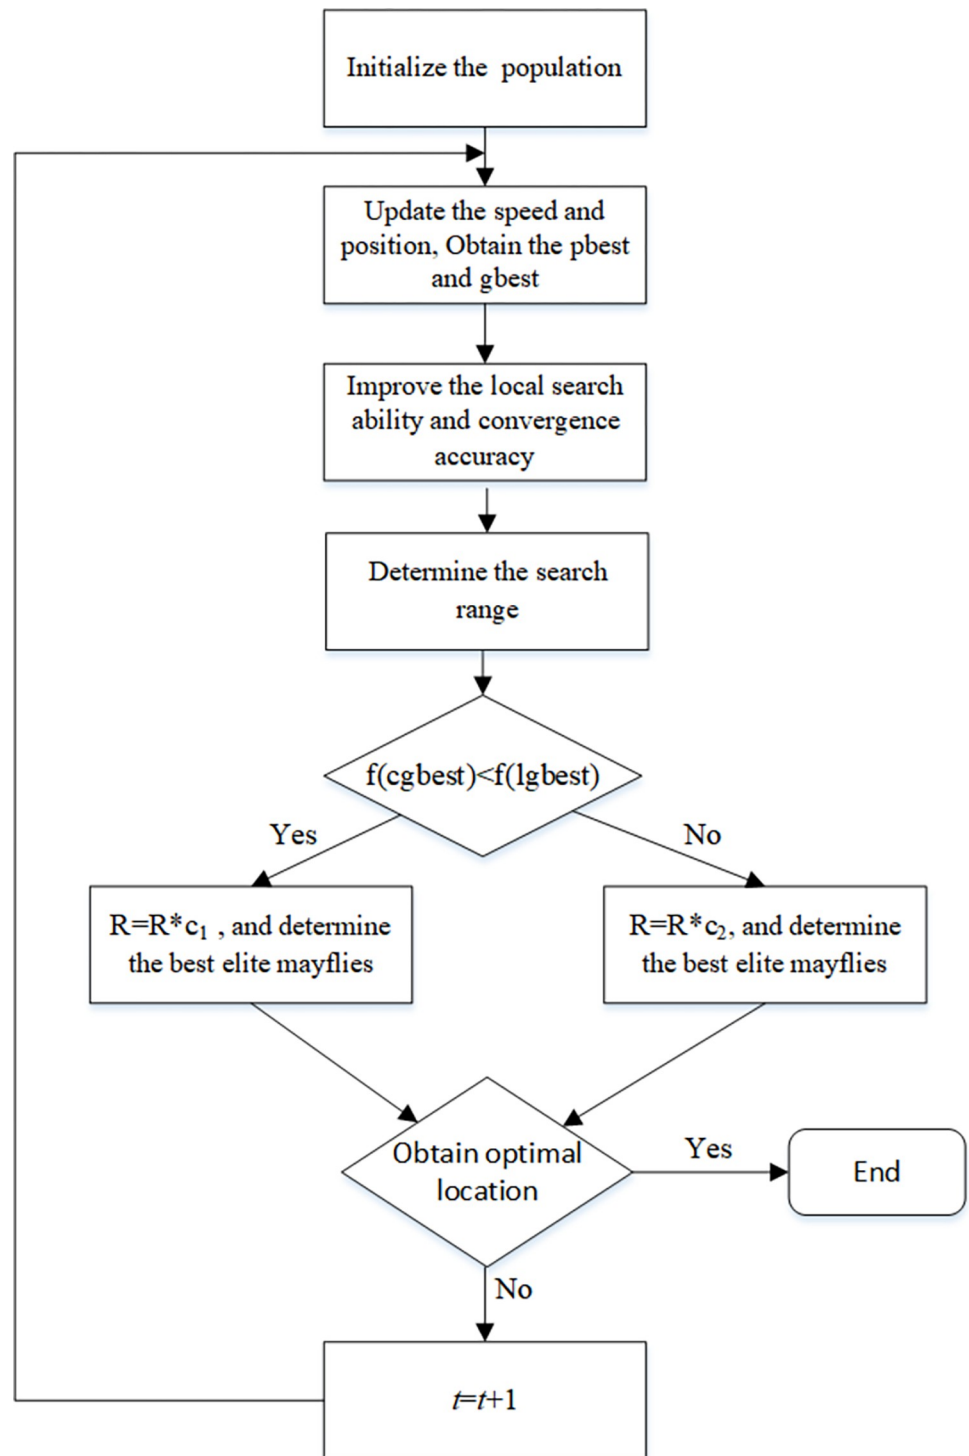 Initialize the population
Update the speed and
position, Obtain the pbest
and gbest
Improve the local search
ability and convergence
accuracy
Determine the search
range
f(cgbest)<f(lgbest)
Yes
No
R=R*c₁ , and determine
the best elite mayflies
R=R*c₂, and determine
the best elite mayflies
Obtain optimal
location
Yes
End
No
t=t+1